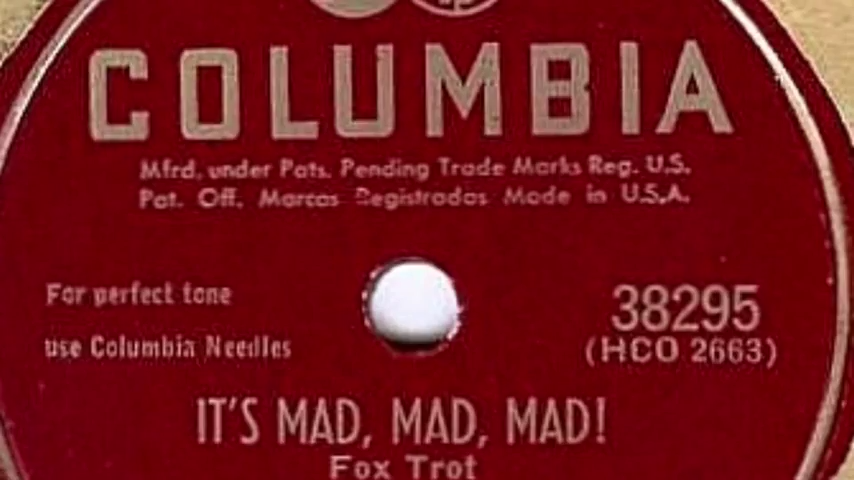 COLUMBIA
Mfrd. under Pats. Pending Trade Marks Reg. U.S.
Pat. Off. Marcas Registradas Made in U.S.A.
For perfect tone
use Columbia Needles
38295
(HCO 2663)
IT'S MAD, MAD, MAD!
Fox Trot